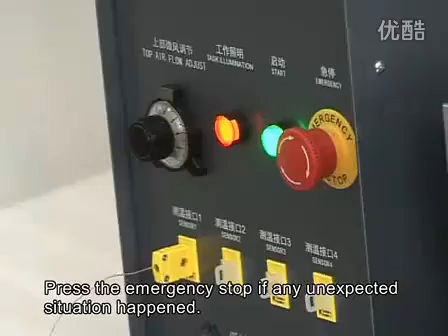 优酷
上部微风调节
TOP AIR FLOW ADJUST
工作照明
TASK ILLUMINATION
启动
START
急停
EMERGENCY
EMERGENCY
STOP
测温接口1
SENSOR1
测温接口2
SENSOR2
测温接口3
SENSOR3
测温接口4
SENSOR4
Press the emergency stop if any unexpected
situation happened.